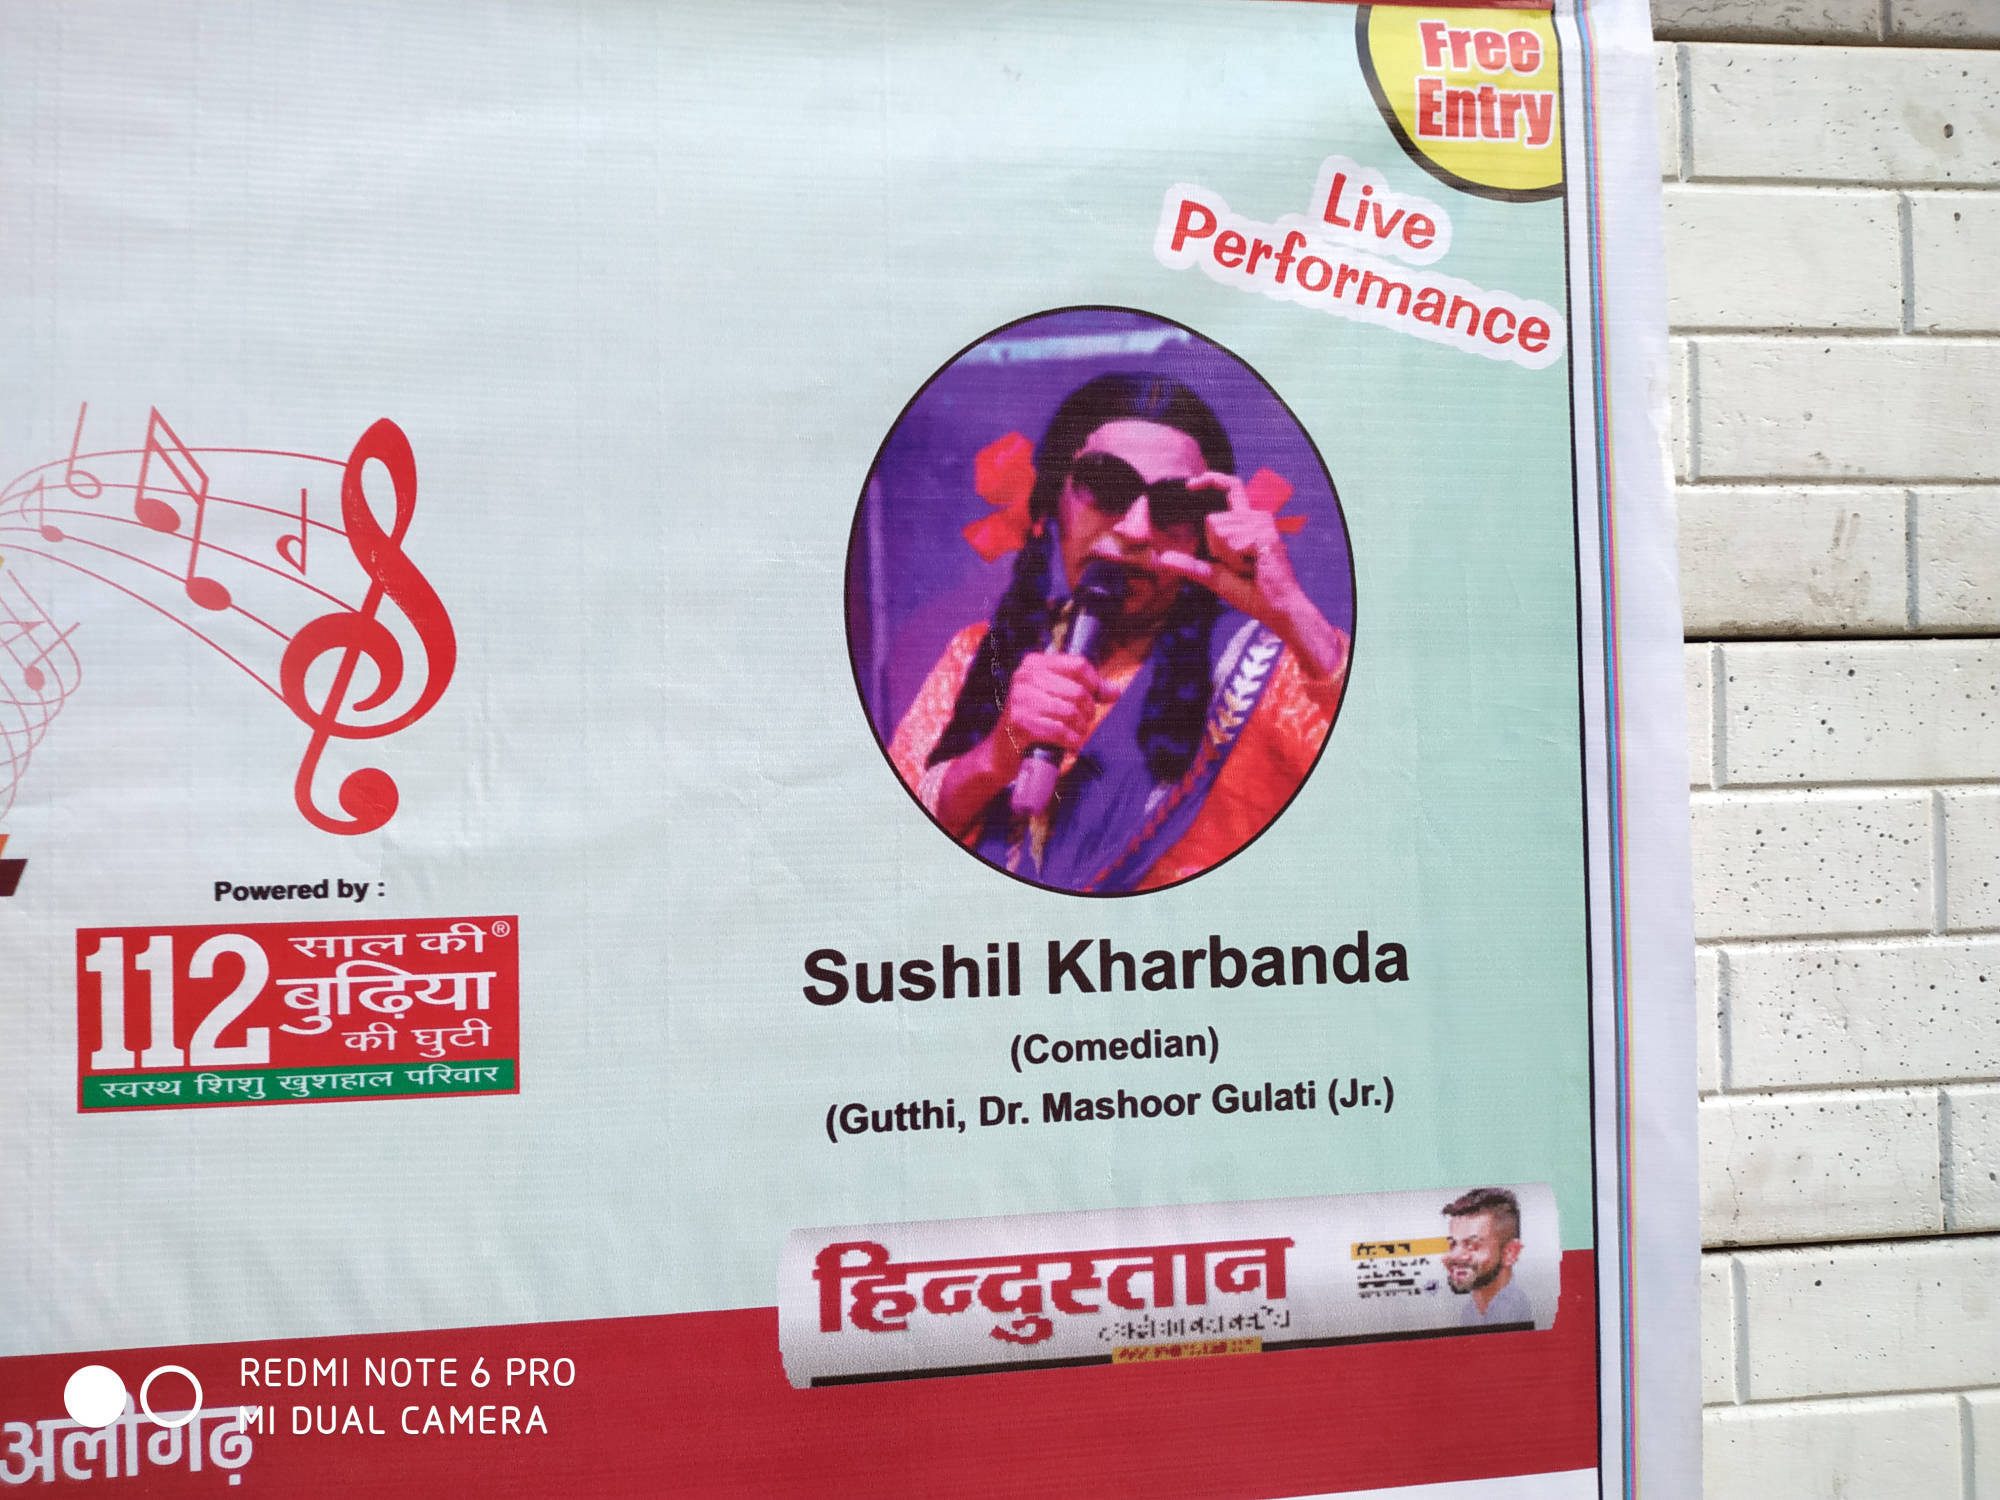 Free
Entry
Live
Performance
Powered by :
112 साल की®
बुढ़िया
की घुटी
स्वस्थ शिशु खुशहाल परिवार
Sushil Kharbanda
(Comedian)
(Gutthi, Dr. Mashoor Gulati (Jr.)
हिन्दुस्तान
REDMI NOTE 6 PRO
MI DUAL CAMERA
अलीगढ़